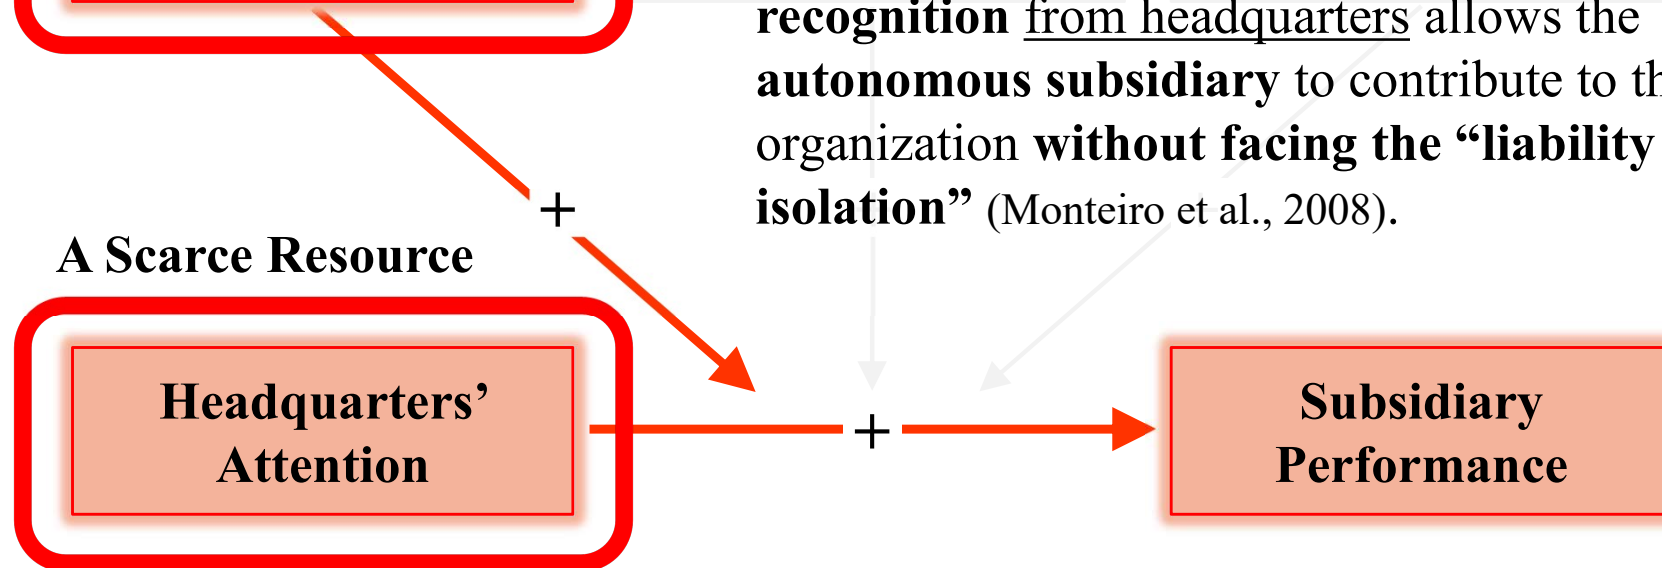 recognition from headquarters allows the
autonomous subsidiary to contribute to
organization without facing the “liability
isolation” (Monteiro et al., 2008).
+
A Scarce Resource
Headquarters’
Attention
+
Subsidiary
Performance